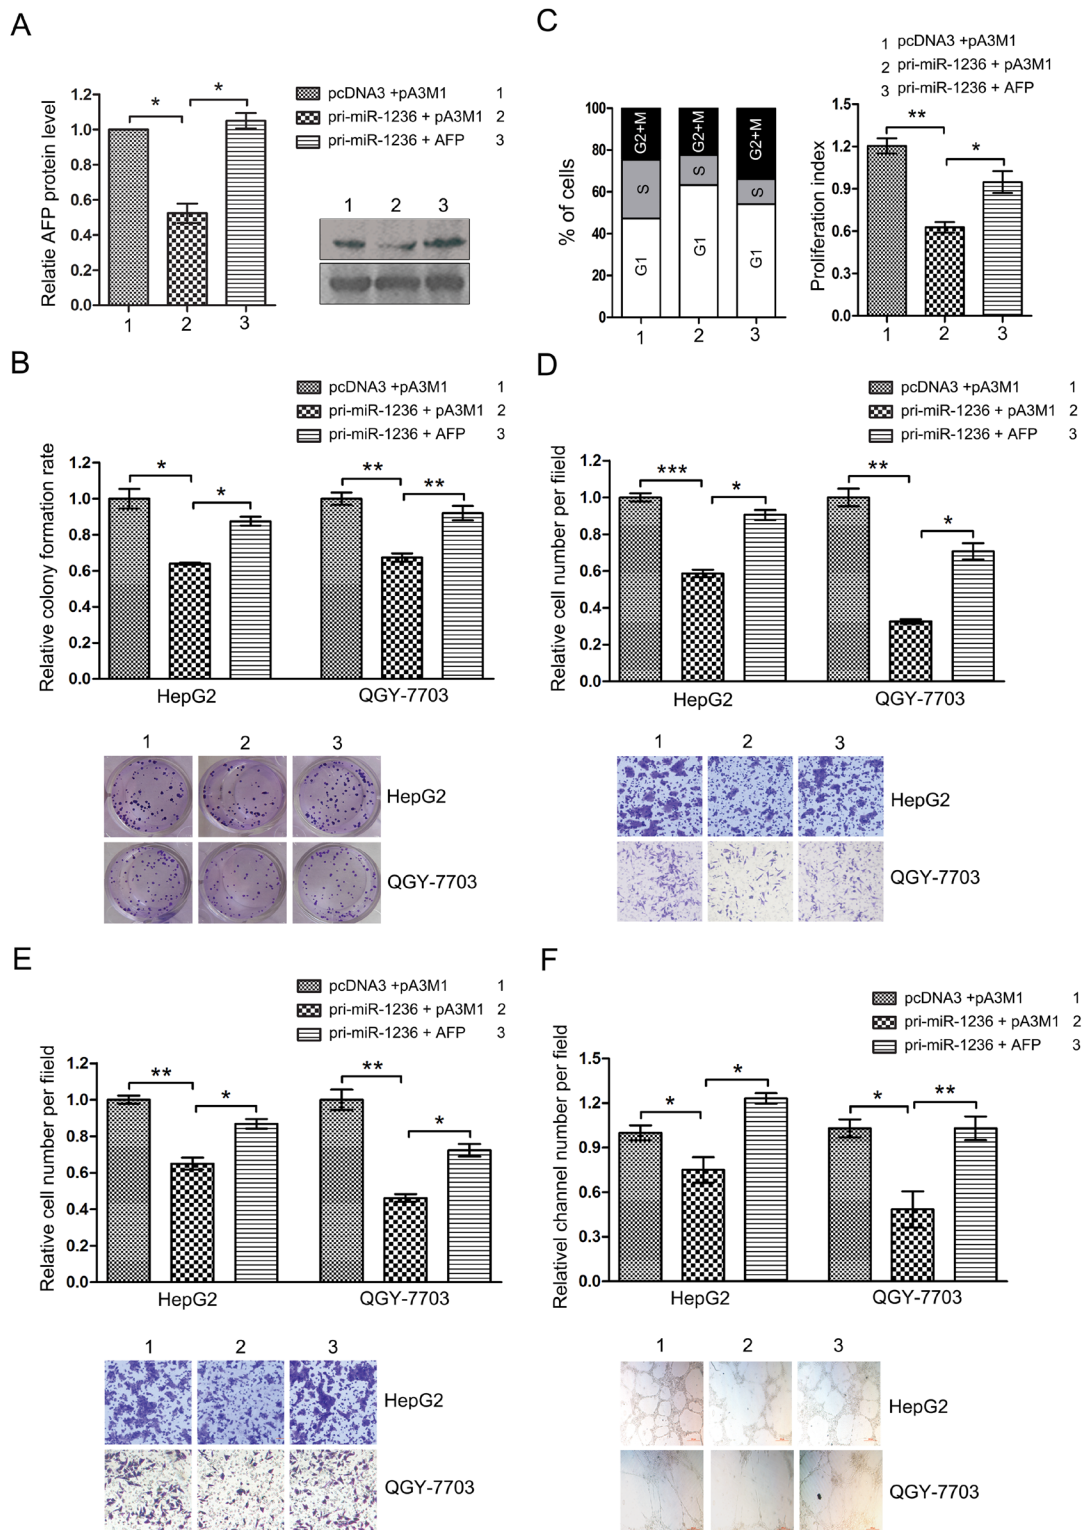 A
Relatie AFP protein level
1.2
1.0
0.8
0.6
0.4
0.2
0.0
1 2 3
* *
pcDNA3 +pA3M1 1
pri-miR-1236 + pA3M1 2
pri-miR-1236 + AFP 3
1 2 3
C
1 pcDNA3 +pA3M1
2 pri-miR-1236 + pA3M1
3 pri-miR-1236 + AFP
% of cells
100
80
60
40
20
0
G2+M G2+M G2+M
S S S
G1 G1 G1
1 2 3
Proliferation index
1.5
1.2
0.9
0.6
0.3
0.0
** *
1 2 3
B
pcDNA3 +pA3M1 1
pri-miR-1236 + pA3M1 2
pri-miR-1236 + AFP 3
Relative colony formation rate
1.2
1.0
0.8
0.6
0.4
0.2
0.0
* * ** **
HepG2 QGY-7703
1 2 3
HepG2
QGY-7703
D
pcDNA3 +pA3M1 1
pri-miR-1236 + pA3M1 2
pri-miR-1236 + AFP 3
Relative cell number per fiield
1.2
1.0
0.8
0.6
0.4
0.2
0.0
*** * ** *
HepG2 QGY-7703
1 2 3
HepG2
QGY-7703
E
pcDNA3 +pA3M1 1
pri-miR-1236 + pA3M1 2
pri-miR-1236 + AFP 3
Relative cell number per fiield
1.2
1.0
0.8
0.6
0.4
0.2
0.0
** * ** *
HepG2 QGY-7703
1 2 3
HepG2
QGY-7703
F
pcDNA3 +pA3M1 1
pri-miR-1236 + pA3M1 2
pri-miR-1236 + AFP 3
Relativel channel number per fieeld
1.5
1.2
0.9
0.6
0.3
0.0
* * * **
HepG2 QGY-7703
1 2 3
HepG2
QGY-7703